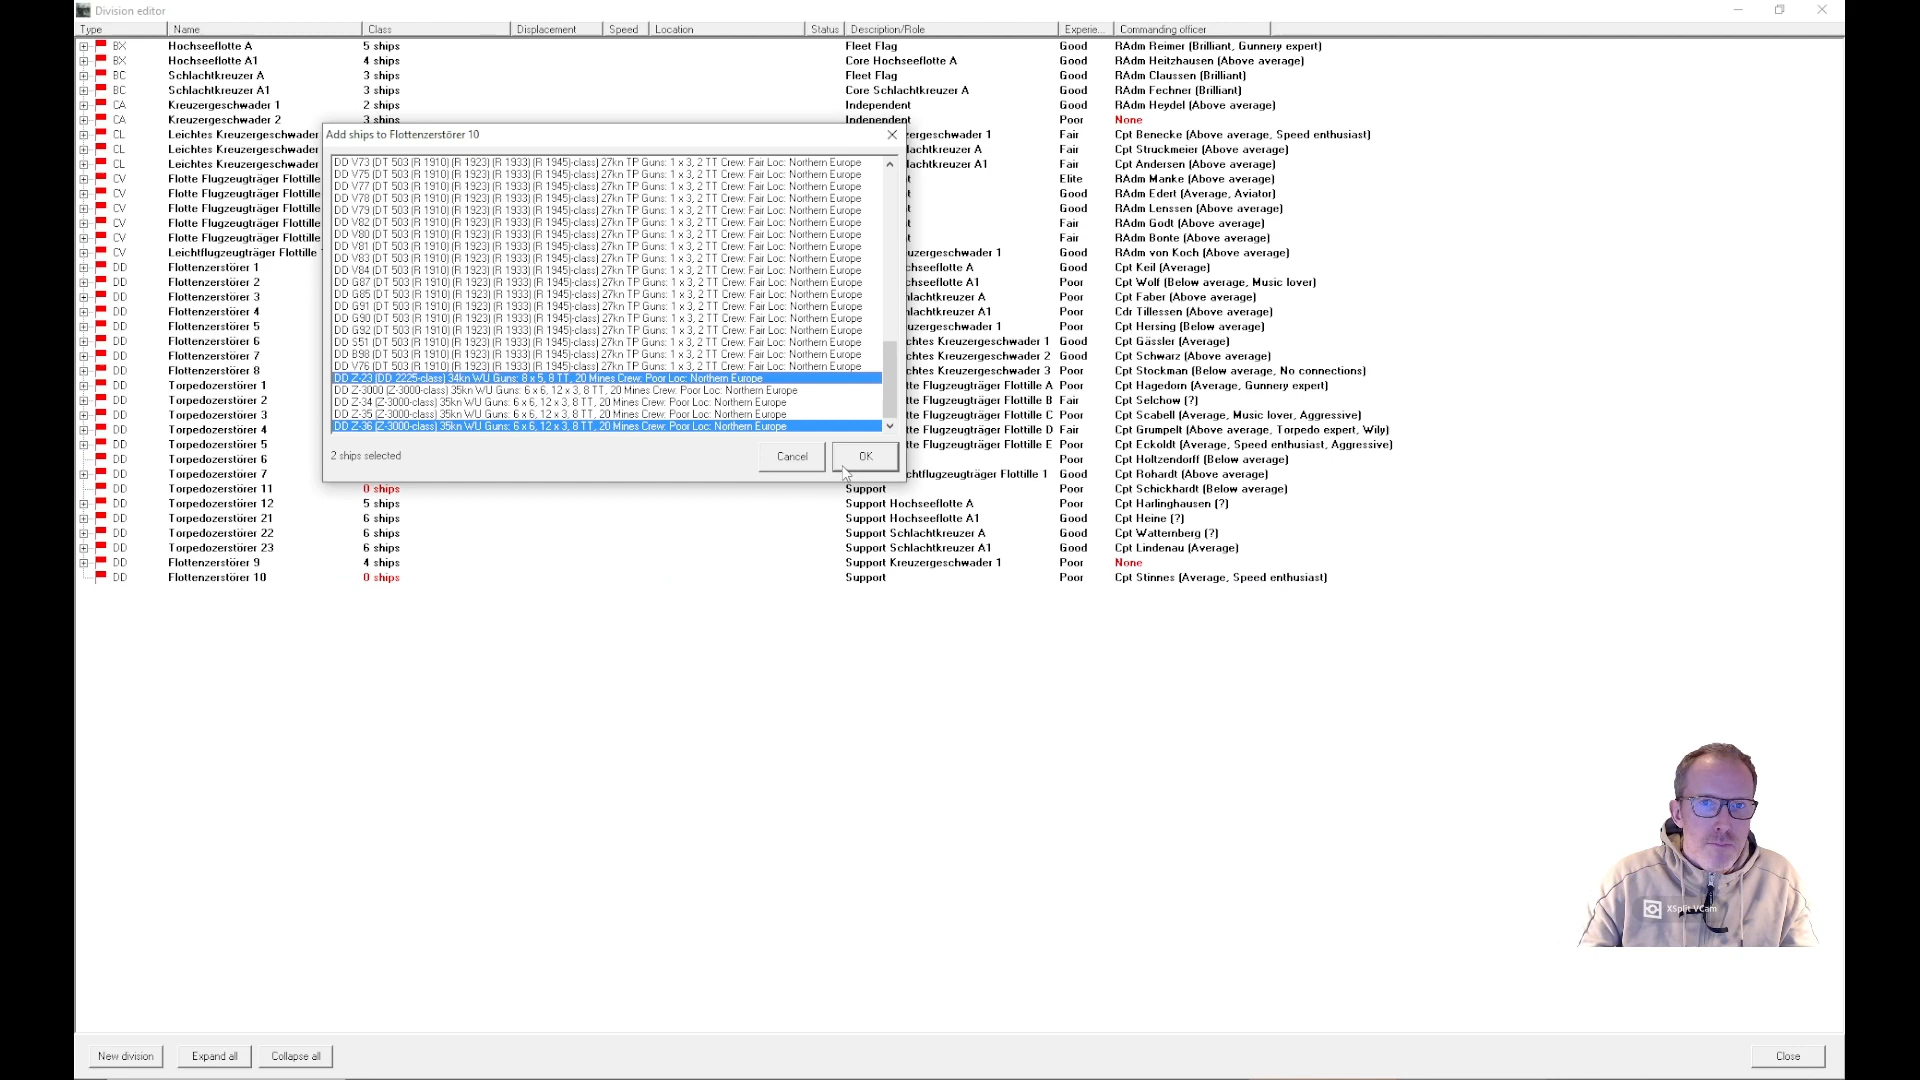 Division editor
Type Name Class Displacement Speed Location Status Description/Role Experie... Commanding officer
BX Hochseeflotte A 5 ships Fleet Flag Good RAdm Reimer (Brilliant, Gunnery expert)
BX Hochseeflotte A1 4 ships Core Hochseeflotte A Good RAdm Heitzhausen (Above average)
BC Schlachtkreuzer A 3 ships Fleet Flag Good RAdm Claussen (Brilliant)
BC Schlachtkreuzer A1 3 ships Core Schlachtkreuzer A Good RAdm Fechner (Brilliant)
CA Kreuzergeschwader 1 2 ships Independent Good RAdm Heydel (Above average)
CA Kreuzergeschwader 2 3 ships Independent Poor None
CL Leichtes Kreuzergeschwader ergeschwader 1 Fair Cpt Benecke (Above average, Speed enthusiast)
CL Leichtes Kreuzergeschwader lachtkreuzer A Fair Cpt Struckmeier (Above average)
CL Leichtes Kreuzergeschwader lachtkreuzer A1 Fair Cpt Andersen (Above average)
CV Flotte Flugzeugträger Flottille t Elite RAdm Manke (Above average)
CV Flotte Flugzeugträger Flottille t Good RAdm Edert (Average, Aviator)
CV Flotte Flugzeugträger Flottille t Good RAdm Lenssen (Above average)
CV Flotte Flugzeugträger Flottille t Fair RAdm Godt (Above average)
CV Flotte Flugzeugträger Flottille t Fair RAdm Bonte (Above average)
CV Leichtflugzeugträger Flottille uzergeschwader 1 Good RAdm von Koch (Above average)
DD Flottenzerstörer 1 hseeflotte A Good Cpt Keil (Average)
DD Flottenzerstörer 2 hseeflotte A1 Poor Cpt Wolf (Below average, Music lover)
DD Flottenzerstörer 3 hlachtkreuzer A Poor Cpt Faber (Above average)
DD Flottenzerstörer 4 hlachtkreuzer A1 Poor Cdr Tillessen (Above average)
DD Flottenzerstörer 5 uzergeschwader 1 Poor Cpt Hersing (Below average)
DD Flottenzerstörer 6 chtes Kreuzergeschwader 1 Good Cpt Gässler (Average)
DD Flottenzerstörer 7 chtes Kreuzergeschwader 2 Good Cpt Schwarz (Above average)
DD Flottenzerstörer 8 chtes Kreuzergeschwader 3 Poor Cpt Stockman (Below average, No connections)
DD Torpedozerstörer 1 tte Flugzeugträger Flottille A Poor Cpt Hagedorn (Average, Gunnery expert)
DD Torpedozerstörer 2 tte Flugzeugträger Flottille B Fair Cpt Selchow (?)
DD Torpedozerstörer 3 tte Flugzeugträger Flottille C Poor Cpt Scabell (Average, Music lover, Aggressive)
DD Torpedozerstörer 4 tte Flugzeugträger Flottille D Fair Cpt Grumpelt (Above average, Torpedo expert, Wily)
DD Torpedozerstörer 5 tte Flugzeugträger Flottille E Poor Cpt Eckoldt (Average, Speed enthusiast, Aggressive)
DD Torpedozerstörer 6 Poor Cpt Holtzendorff (Below average)
DD Torpedozerstörer 7 chtflugzeugträger Flottille 1 Good Cpt Rohardt (Above average)
DD Torpedozerstörer 11 0 ships Support Poor Cpt Schickhardt (Below average)
DD Torpedozerstörer 12 5 ships Support Hochseeflotte A Poor Cpt Harlinghausen (?)
DD Torpedozerstörer 21 6 ships Support Hochseeflotte A1 Good Cpt Heine (?)
DD Torpedozerstörer 22 6 ships Support Schlachtkreuzer A Good Cpt Watternberg (?)
DD Torpedozerstörer 23 6 ships Support Schlachtkreuzer A1 Good Cpt Lindenau (Average)
DD Flottenzerstörer 9 4 ships Support Kreuzergeschwader 1 Poor None
DD Flottenzerstörer 10 0 ships Support Poor Cpt Stinnes (Average, Speed enthusiast)
Add ships to Flottenzerstörer 10
DD V73 (DT 503 (R 1910) (R 1923) (R 1933) (R 1945)-class) 27kn TP Guns: 1 x 3, 2 TT Crew: Fair Loc: Northern Europe
DD V75 (DT 503 (R 1910) (R 1923) (R 1933) (R 1945)-class) 27kn TP Guns: 1 x 3, 2 TT Crew: Fair Loc: Northern Europe
DD V77 (DT 503 (R 1910) (R 1923) (R 1933) (R 1945)-class) 27kn TP Guns: 1 x 3, 2 TT Crew: Fair Loc: Northern Europe
DD V78 (DT 503 (R 1910) (R 1923) (R 1933) (R 1945)-class) 27kn TP Guns: 1 x 3, 2 TT Crew: Fair Loc: Northern Europe
DD V79 (DT 503 (R 1910) (R 1923) (R 1933) (R 1945)-class) 27kn TP Guns: 1 x 3, 2 TT Crew: Fair Loc: Northern Europe
DD V82 (DT 503 (R 1910) (R 1923) (R 1933) (R 1945)-class) 27kn TP Guns: 1 x 3, 2 TT Crew: Fair Loc: Northern Europe
DD V80 (DT 503 (R 1910) (R 1923) (R 1933) (R 1945)-class) 27kn TP Guns: 1 x 3, 2 TT Crew: Fair Loc: Northern Europe
DD V81 (DT 503 (R 1910) (R 1923) (R 1933) (R 1945)-class) 27kn TP Guns: 1 x 3, 2 TT Crew: Fair Loc: Northern Europe
DD V83 (DT 503 (R 1910) (R 1923) (R 1933) (R 1945)-class) 27kn TP Guns: 1 x 3, 2 TT Crew: Fair Loc: Northern Europe
DD V84 (DT 503 (R 1910) (R 1923) (R 1933) (R 1945)-class) 27kn TP Guns: 1 x 3, 2 TT Crew: Fair Loc: Northern Europe
DD G87 (DT 503 (R 1910) (R 1923) (R 1933) (R 1945)-class) 27kn TP Guns: 1 x 3, 2 TT Crew: Fair Loc: Northern Europe
DD G85 (DT 503 (R 1910) (R 1923) (R 1933) (R 1945)-class) 27kn TP Guns: 1 x 3, 2 TT Crew: Fair Loc: Northern Europe
DD G91 (DT 503 (R 1910) (R 1923) (R 1933) (R 1945)-class) 27kn TP Guns: 1 x 3, 2 TT Crew: Fair Loc: Northern Europe
DD G90 (DT 503 (R 1910) (R 1923) (R 1933) (R 1945)-class) 27kn TP Guns: 1 x 3, 2 TT Crew: Fair Loc: Northern Europe
DD G92 (DT 503 (R 1910) (R 1923) (R 1933) (R 1945)-class) 27kn TP Guns: 1 x 3, 2 TT Crew: Fair Loc: Northern Europe
DD S51 (DT 503 (R 1910) (R 1923) (R 1933) (R 1945)-class) 27kn TP Guns: 1 x 3, 2 TT Crew: Fair Loc: Northern Europe
DD B98 (DT 503 (R 1910) (R 1923) (R 1933) (R 1945)-class) 27kn TP Guns: 1 x 3, 2 TT Crew: Fair Loc: Northern Europe
DD V76 (DT 503 (R 1910) (R 1923) (R 1933) (R 1945)-class) 27kn TP Guns: 1 x 3, 2 TT Crew: Fair Loc: Northern Europe
DD Z-23 (DD 2225-class) 34kn WU Guns: 8 x 5, 8 TT, 20 Mines Crew: Poor Loc: Northern Europe
DD Z-3000 (Z-3000-class) 35kn WU Guns: 6 x 6, 12 x 3, 8 TT, 20 Mines Crew: Poor Loc: Northern Europe
DD Z-34 (Z-3000-class) 35kn WU Guns: 6 x 6, 12 x 3, 8 TT, 20 Mines Crew: Poor Loc: Northern Europe
DD Z-35 (Z-3000-class) 35kn WU Guns: 6 x 6, 12 x 3, 8 TT, 20 Mines Crew: Poor Loc: Northern Europe
DD Z-36 (Z-3000-class) 35kn WU Guns: 6 x 6, 12 x 3, 8 TT, 20 Mines Crew: Poor Loc: Northern Europe
2 ships selected Cancel OK
XSplit VCam
New division Expand all Collapse all Close